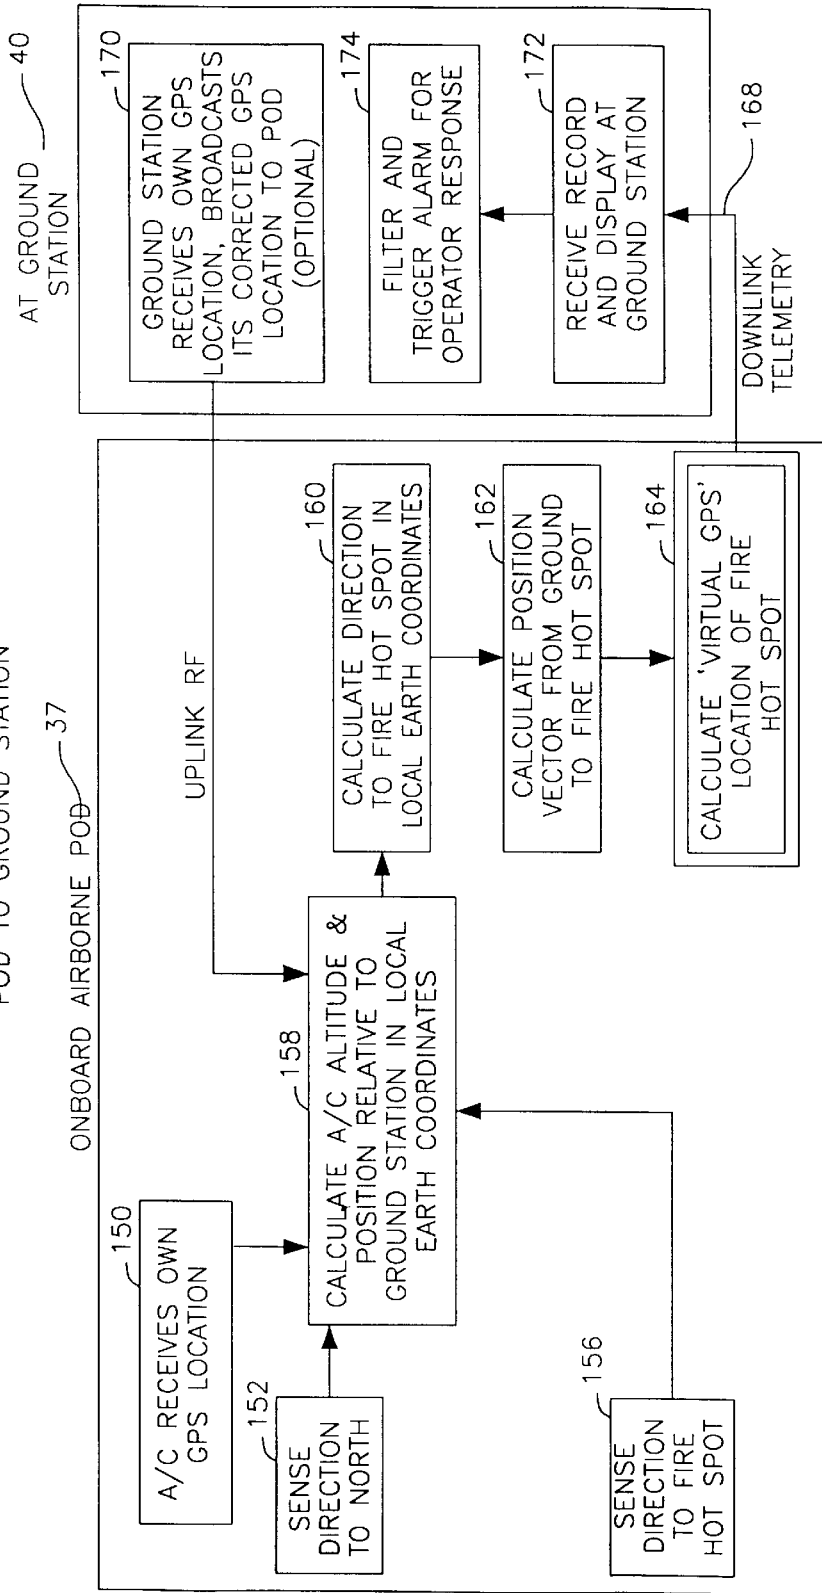 POD TO GROUND STATION
ONBOARD AIRBORNE POD
37
AT GROUND
STATION
40
150
A/C RECEIVES OWN
GPS LOCATION
152
SENSE
DIRECTION
TO NORTH
156
SENSE
DIRECTION
TO FIRE
HOT SPOT
158
CALCULATE A/C ALTITUDE &
POSITION RELATIVE TO
GROUND STATION IN LOCAL
EARTH COORDINATES
UPLINK RF
160
CALCULATE DIRECTION
TO FIRE HOT SPOT IN
LOCAL EARTH COORDINATES
162
CALCULATE POSITION
VECTOR FROM GROUND
TO FIRE HOT SPOT
164
CALCULATE 'VIRTUAL GPS'
LOCATION OF FIRE
HOT SPOT
170
GROUND STATION
RECEIVES OWN GPS
LOCATION, BROADCASTS
ITS CORRECTED GPS
LOCATION TO POD
(OPTIONAL)
174
FILTER AND
TRIGGER ALARM FOR
OPERATOR RESPONSE
172
RECEIVE RECORD
AND DISPLAY AT
GROUND STATION
168
DOWNLINK
TELEMETRY